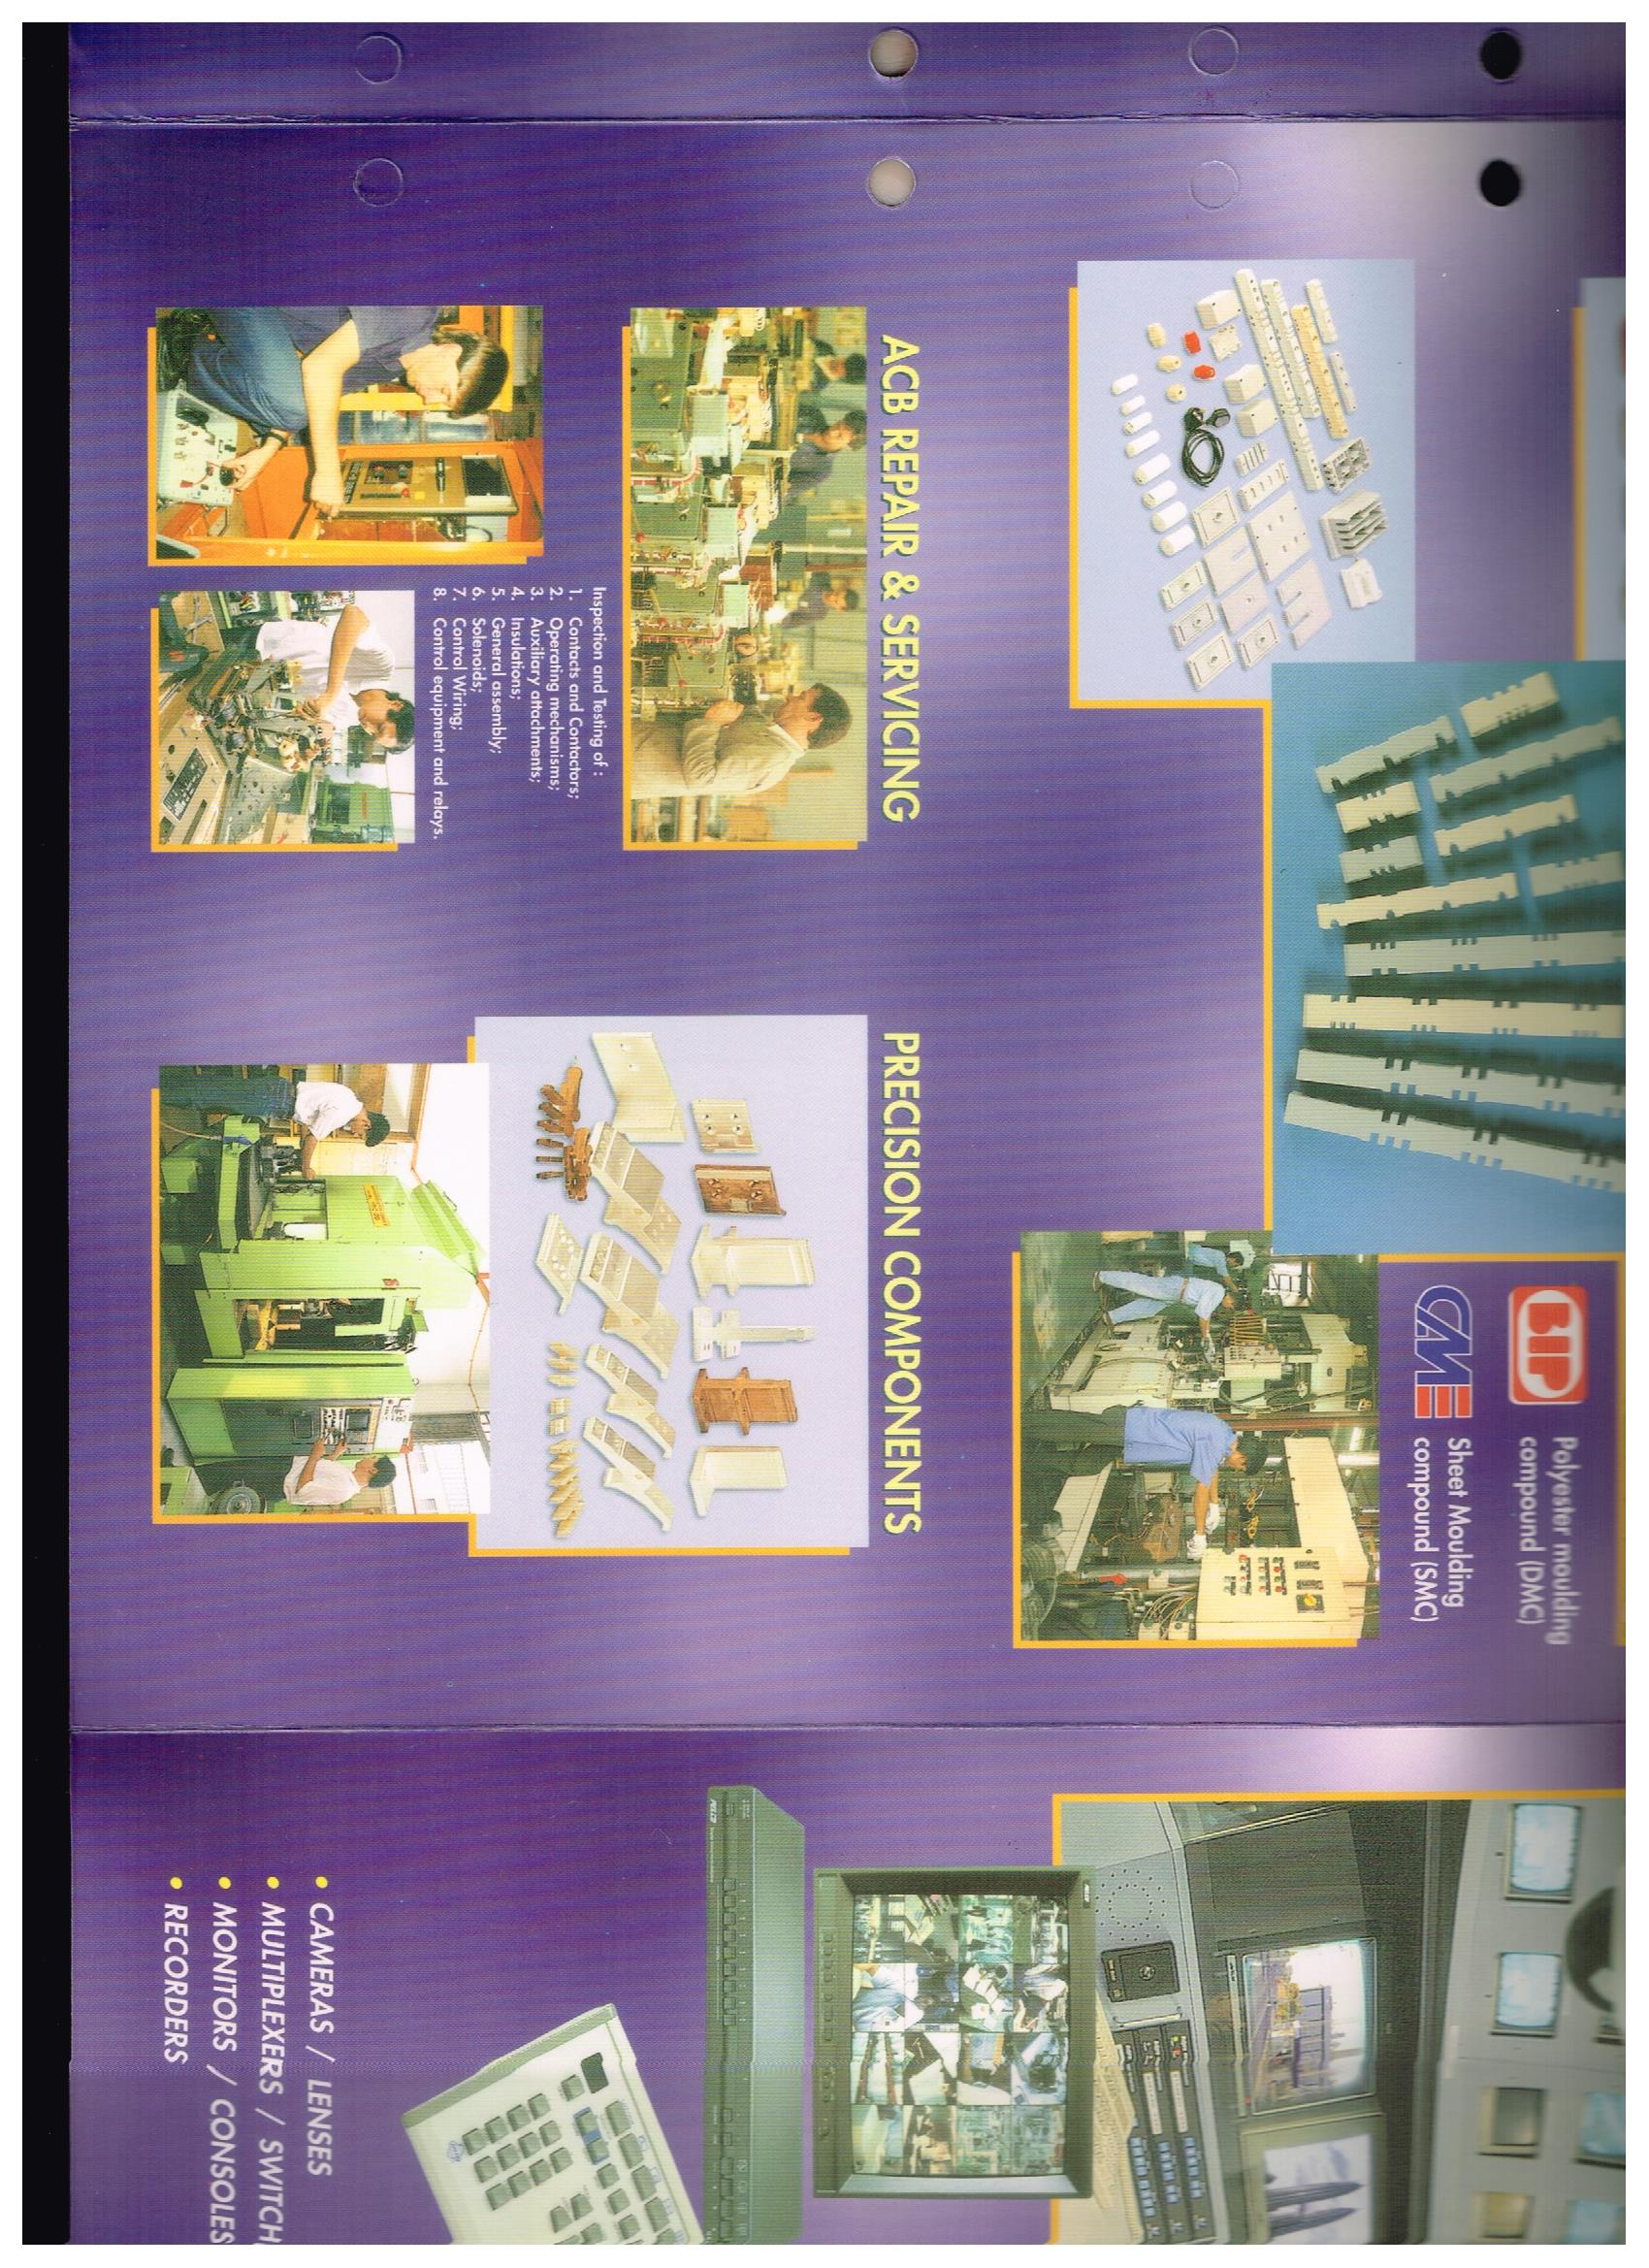 BIP
Polyester moulding
compound (DMC)
CME
Sheet Moulding
compound (SMC)
ACB REPAIR & SERVICING
Inspection and Testing of :
1. Contacts and Contactors;
2. Operating mechanisms;
3. Auxiliary attachments;
4. Insulations;
5. General assembly;
6. Solenoids;
7. Control Wiring;
8. Control equipment and relays.
PRECISION COMPONENTS
PELCO
PELCO
• CAMERAS / LENSES
• MULTIPLEXERS / SWITCH
• MONITORS / CONSOLES
• RECORDERS